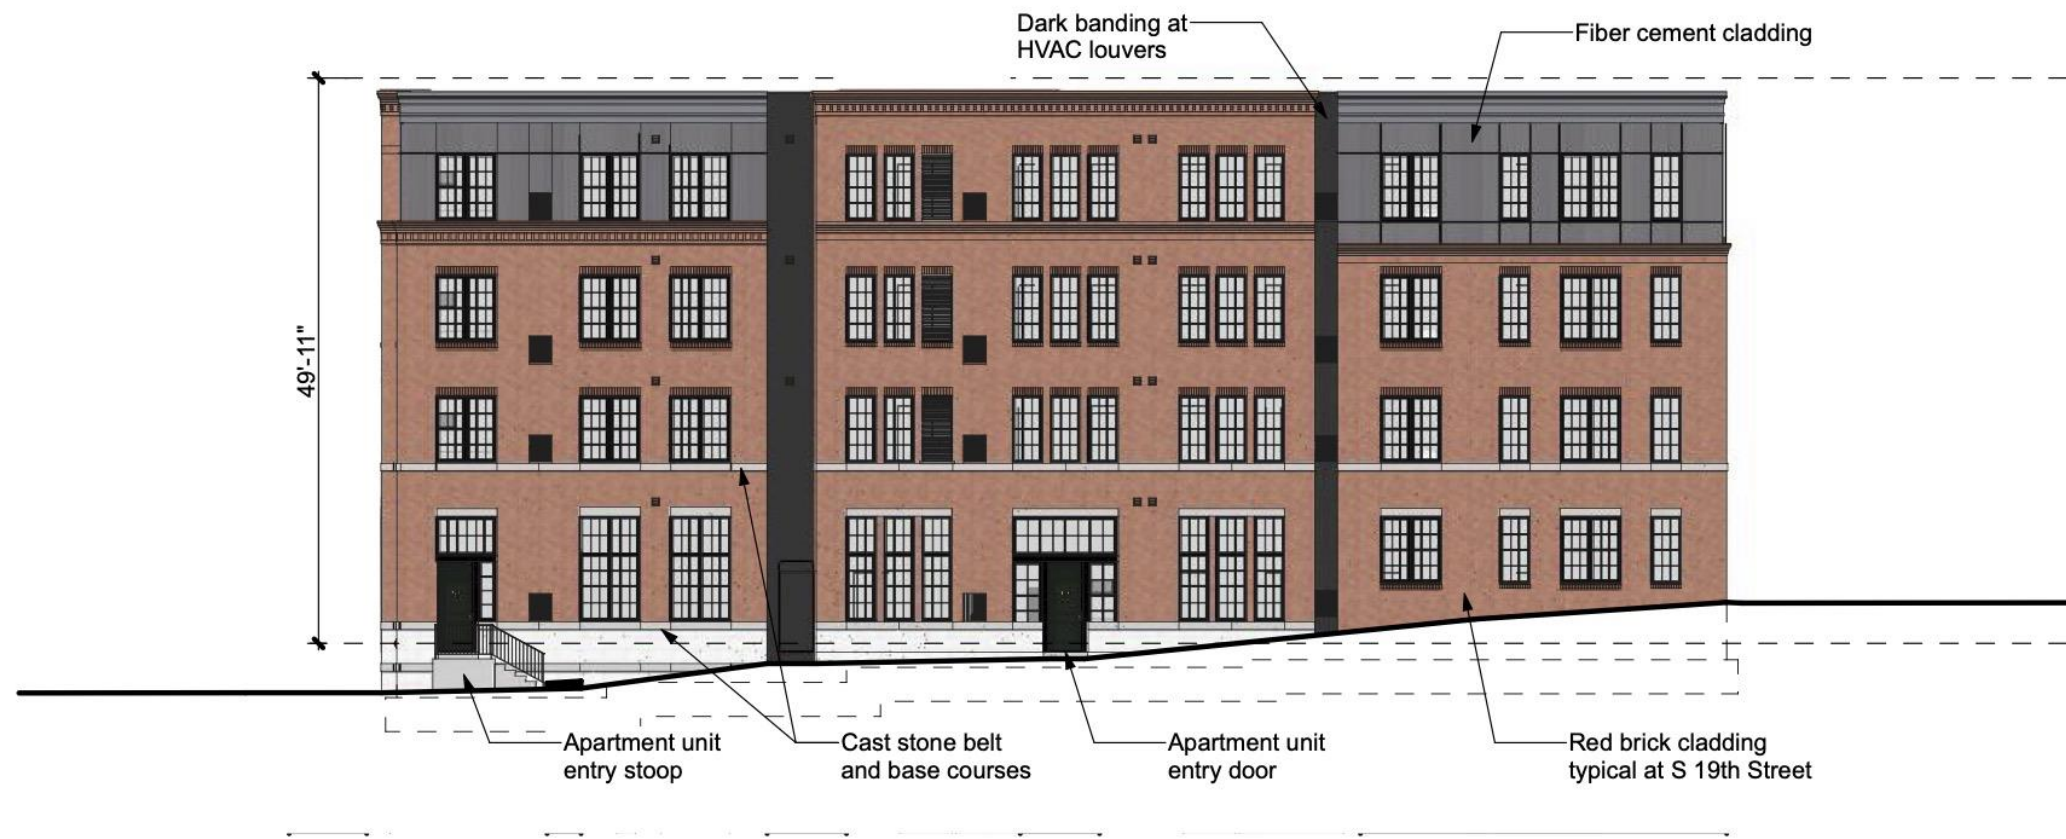 Dark banding at
HVAC louvers
Fiber cement cladding
49'-11"
Apartment unit
entry stoop
Cast stone belt
and base courses
Apartment unit
entry door
Red brick cladding
typical at S 19th Street